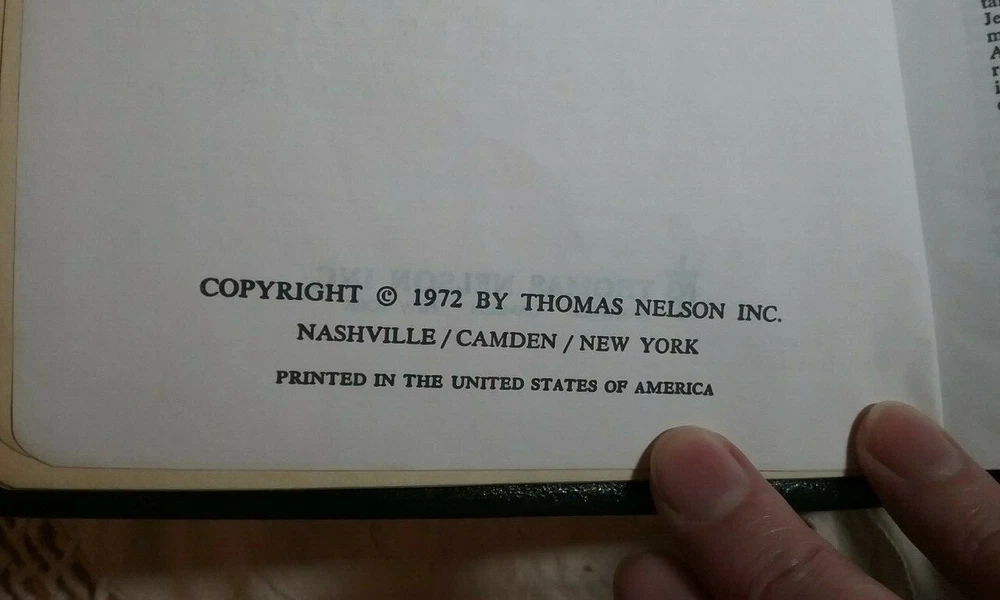 COPYRIGHT © 1972 BY THOMAS NELSON INC.
NASHVILLE / CAMDEN / NEW YORK
PRINTED IN THE UNITED STATES OF AMERICA